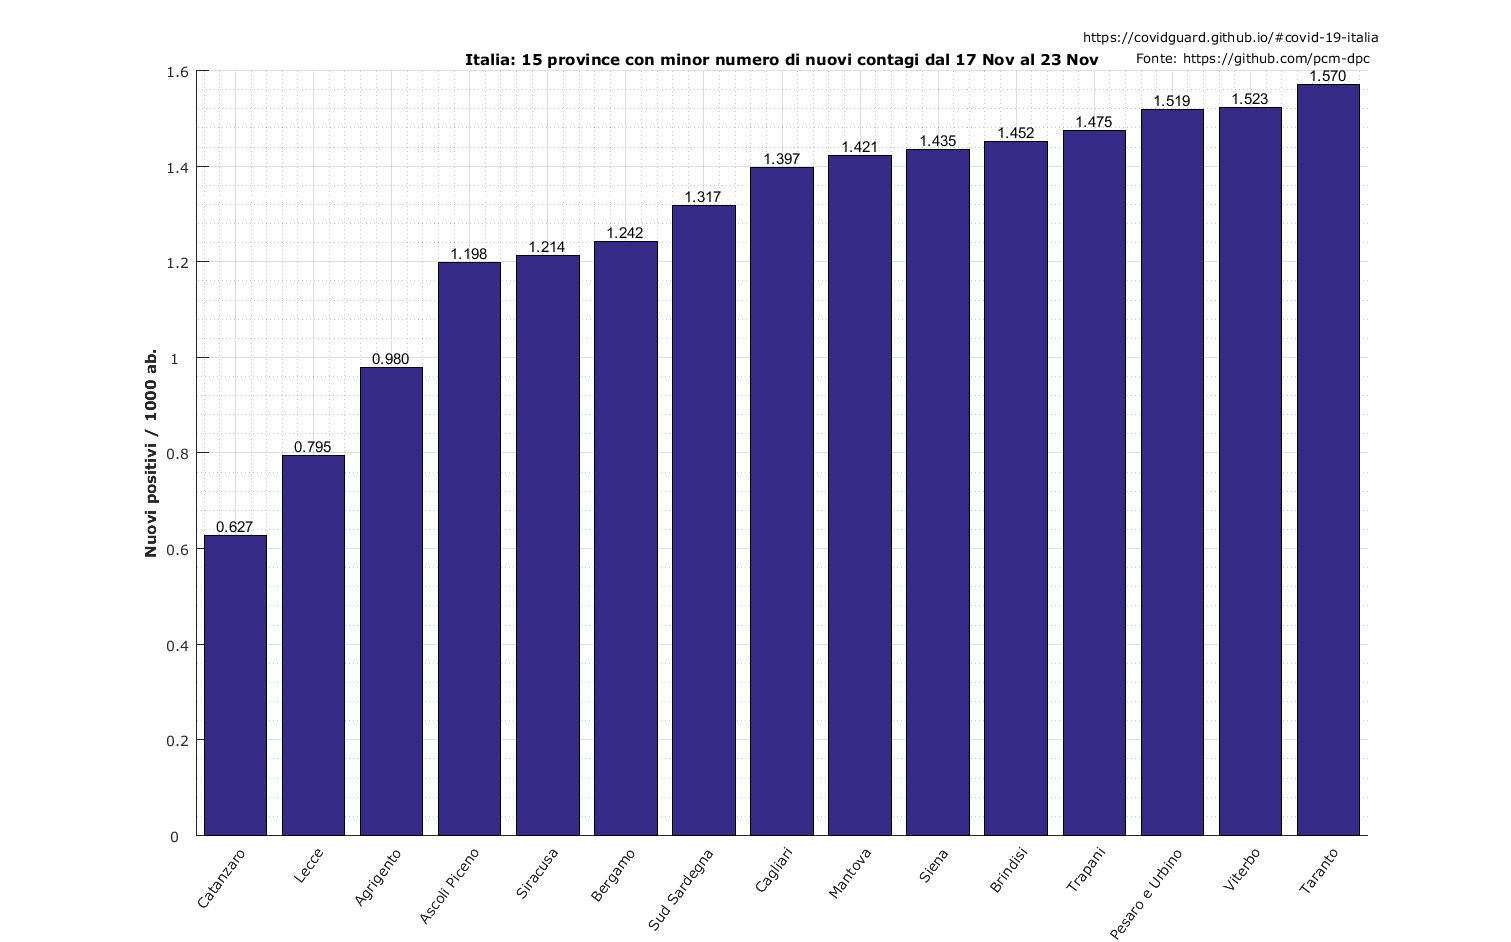 https://covidguard.github.io/#covid-19-italia
Italia: 15 province con minor numero di nuovi contagi dal 17 Nov al 23 Nov
Fonte: https://github.com/pcm-dpc
Nuovi positivi / 1000 ab.
1.6
1.4
1.2
1
0.8
0.6
0.4
0.2
0
0.627
0.795
0.980
1.198
1.214
1.242
1.317
1.397
1.421
1.435
1.452
1.475
1.519
1.523
1.570
Catanzaro
Lecce
Agrigento
Ascoli Piceno
Siracusa
Bergamo
Sud Sardegna
Cagliari
Mantova
Siena
Brindisi
Trapani
Pesaro e Urbino
Viterbo
Taranto